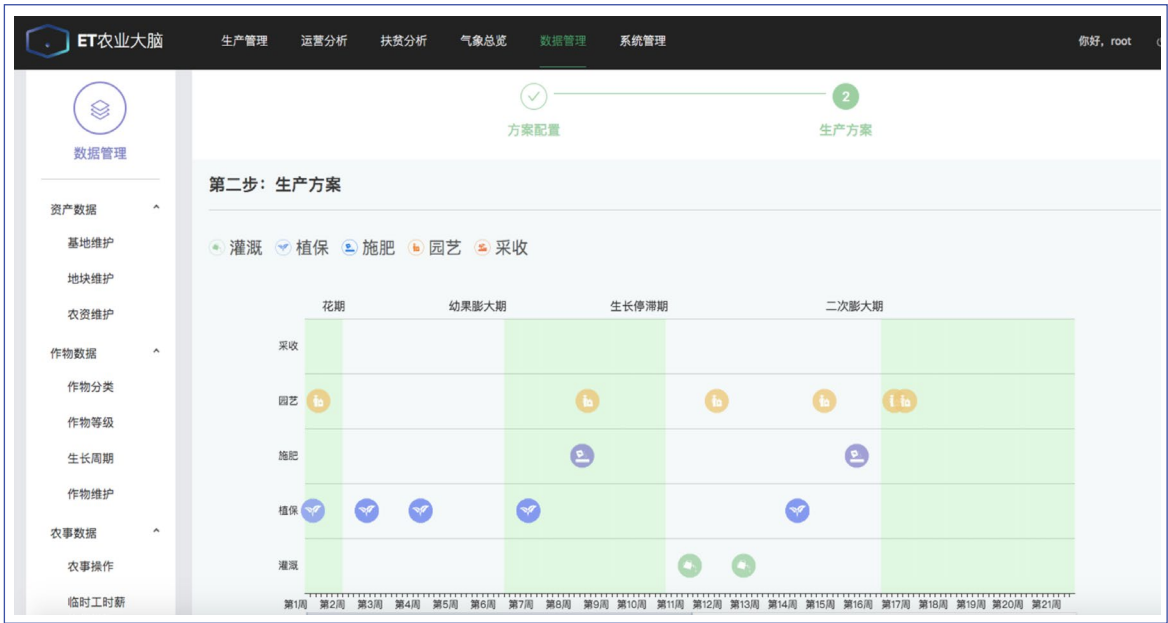 ET农业大脑 生产管理 运营分析 扶贫分析 气象总览 数据管理 系统管理 你好，root
数据管理
资产数据
基地维护
地块维护
农资维护
作物数据
作物分类
作物等级
生长周期
作物维护
农事数据
农事操作
临时工时薪
2
方案配置 生产方案
第二步：生产方案
灌溉 植保 施肥 园艺 采收
花期 幼果膨大期 生长停滞期 二次膨大期
采收
园艺
施肥
植保
灌溉
第1周 第2周 第3周 第4周 第5周 第6周 第7周 第8周 第9周 第10周 第11周 第12周 第13周 第14周 第15周 第16周 第17周 第18周 第19周 第20周 第21周